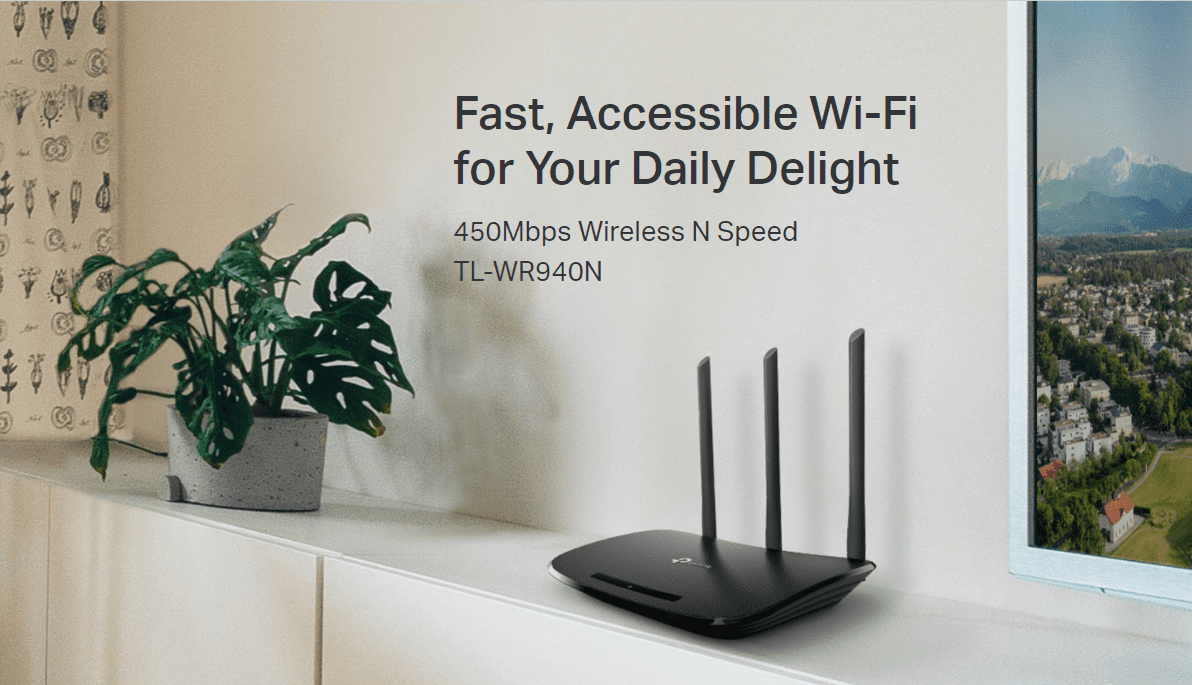 Fast, Accessible Wi-Fi
for Your Daily Delight
450Mbps Wireless N Speed
TL-WR940N